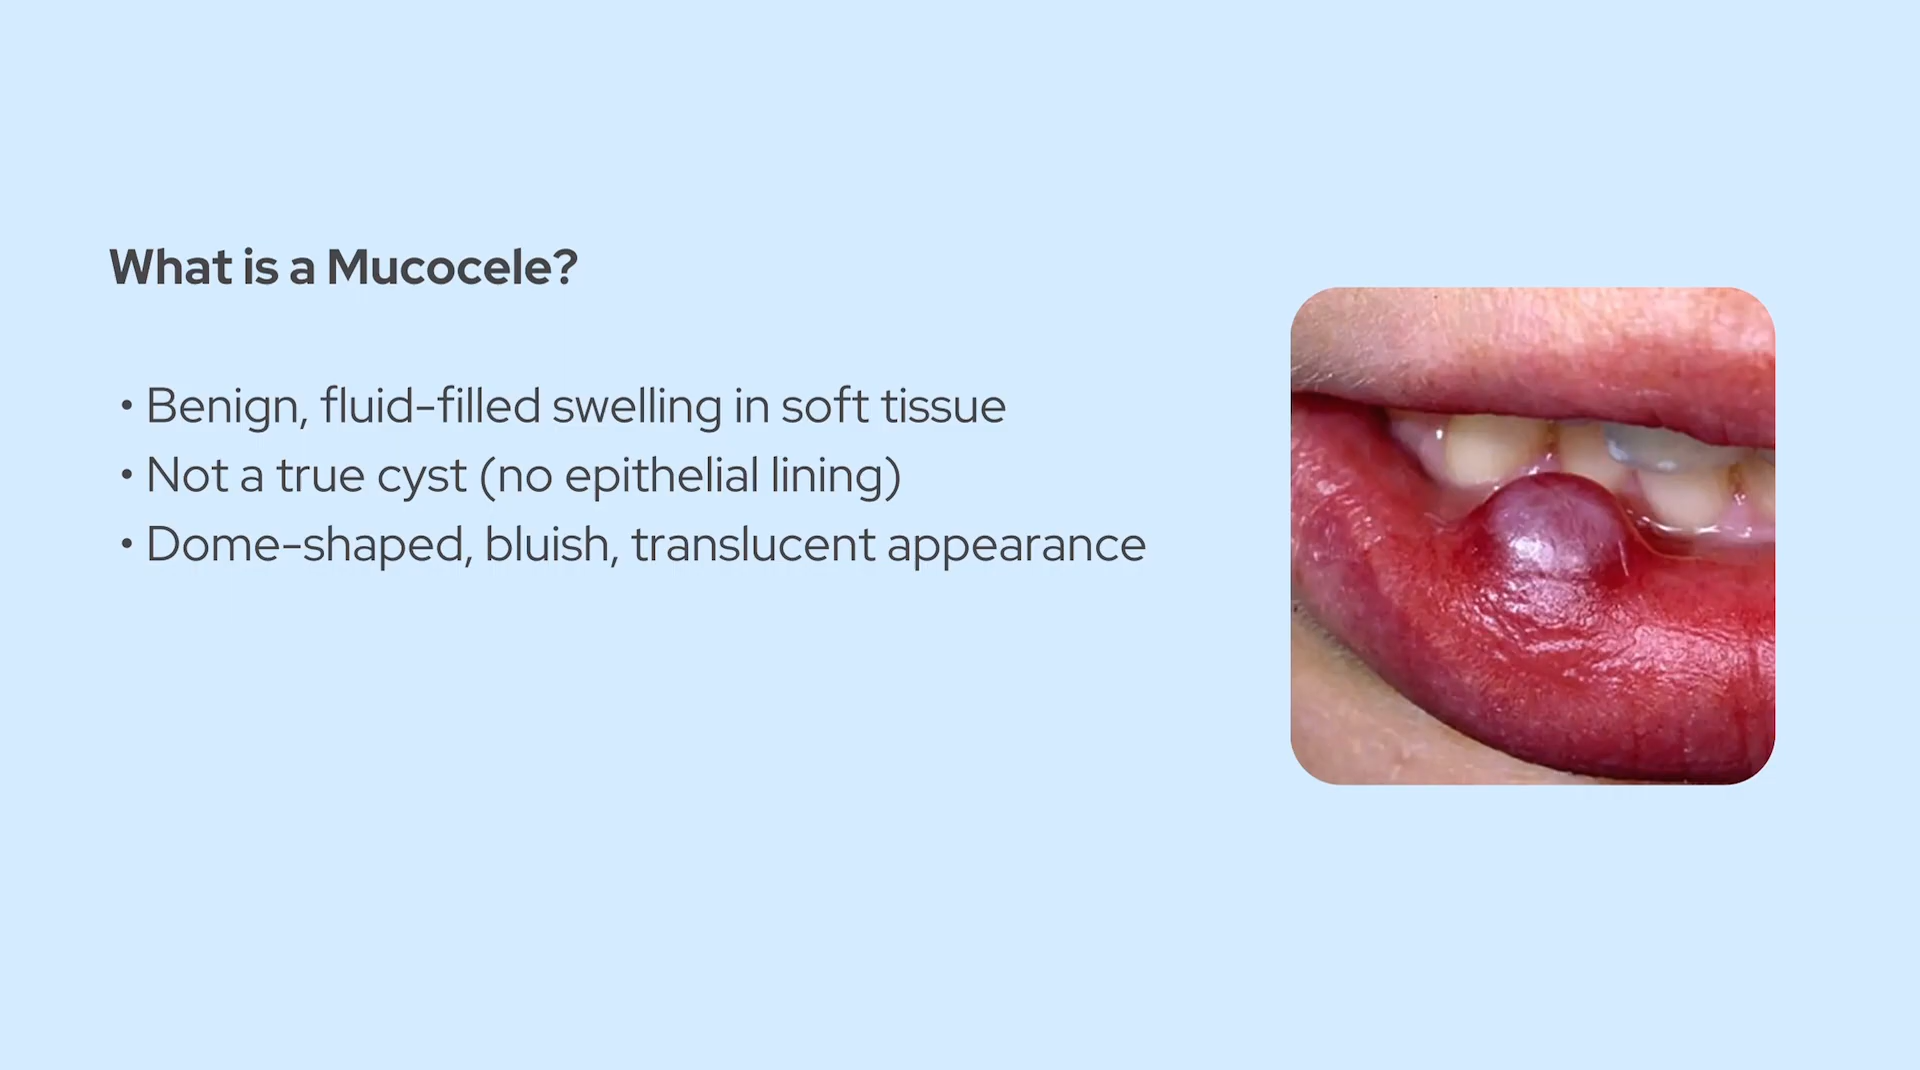 What is a Mucocele?
• Benign, fluid-filled swelling in soft tissue
• Not a true cyst (no epithelial lining)
• Dome-shaped, bluish, translucent appearance